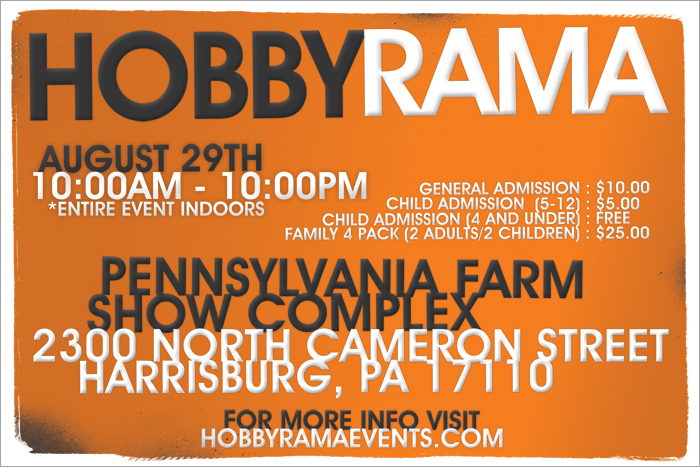 HOBBYRAMA
AUGUST 29TH
10:00AM - 10:00PM
*ENTIRE EVENT INDOORS
GENERAL ADMISSION : $10.00
CHILD ADMISSION (5-12) : $5.00
CHILD ADMISSION (4 AND UNDER) : FREE
FAMILY 4 PACK (2 ADULTS/2 CHILDREN) : $25.00
PENNSYLVANIA FARM
SHOW COMPLEX
2300 NORTH CAMERON STREET
HARRISBURG, PA 17110
FOR MORE INFO VISIT
HOBBYRAMAEVENTS.COM